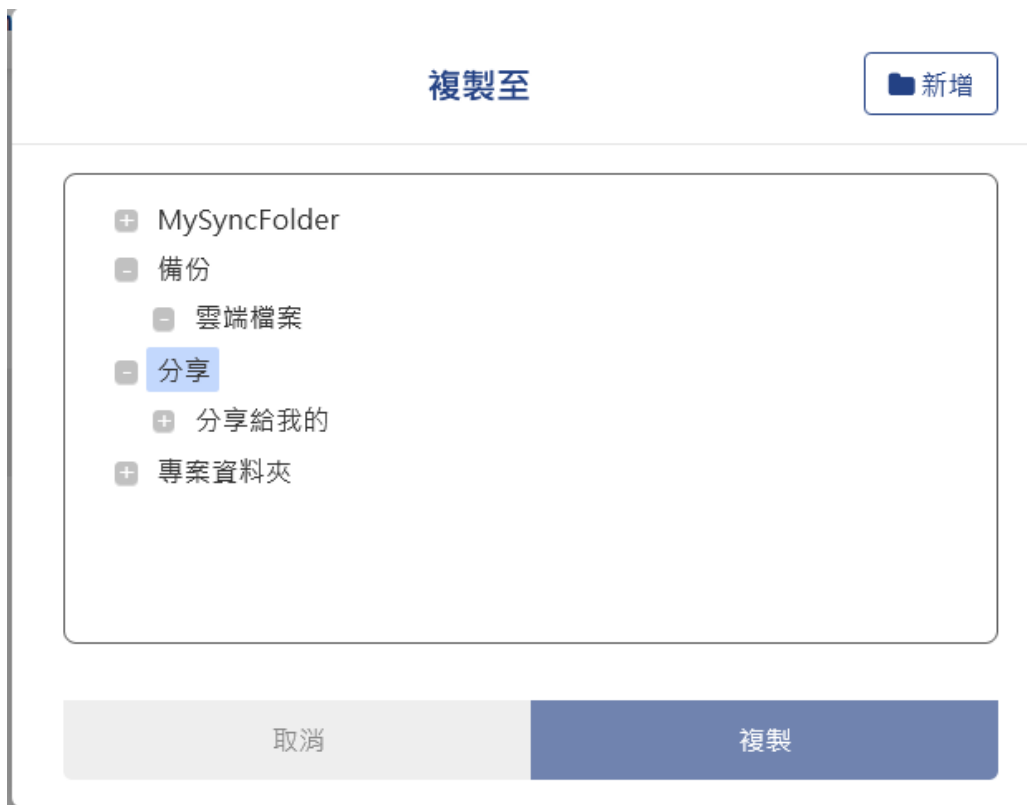 複製至
新增
MySyncFolder
備份
雲端檔案
分享
分享給我的
專案資料夾
取消
複製